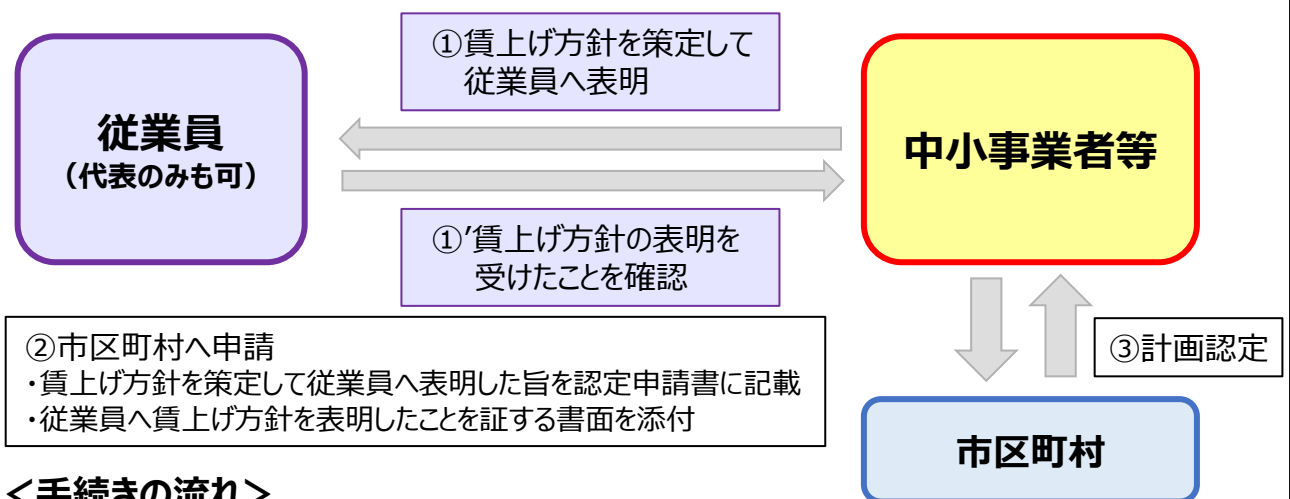 ①賃上げ方針を策定して
従業員へ表明
従業員
（代表のみも可）
中小事業者等
①’賃上げ方針の表明を
受けたことを確認
②市区町村へ申請
・賃上げ方針を策定して従業員へ表明した旨を認定申請書に記載
・従業員へ賃上げ方針を表明したことを証する書面を添付
③計画認定
市区町村
＜手続きの流れ＞